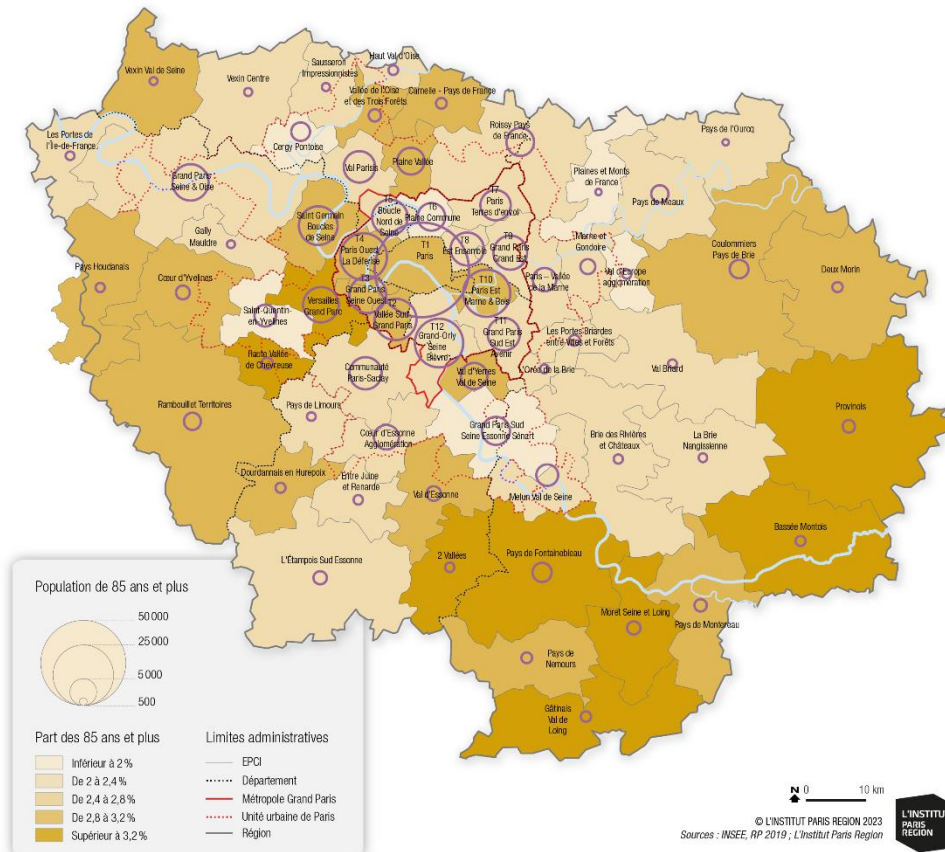 Vexin Val de Seine
Vexin Centre
Sausseron
Impressionnistes
Haut Val d'Oise
Vallée de l'Oise
et des Trois Forêts
Carnelle - Pays de France
Roissy Pays
de France
Pays de l'Ourcq
Les Portes de
l'Île-de-France
Cergy Pontoise
Val Parisis
Plaine Vallée
Grand Paris
Seine & Oise
Plaines et Monts
de France
Pays de Meaux
Saint Germain
Boucles
de Seine
T5
Boucle
Nord de
Seine
T6
Plaine Commune
T7
Paris
Terres d'envol
Gally
Mauldre
T4
Paris Ouest
La Défense
T1
Paris
T8
Est Ensemble
T9
Grand Paris
Grand Est
Marne et
Gondoire
Coulommiers
Pays de Brie
Pays Houdanais
Cœur d'Yvelines
Val d'Europe
agglomération
Deux Morin
T3
Grand Paris
Seine Ouest
T10
Paris Est
Marne & Bois
Paris – Vallée
de la Marne
Saint-Quentin-
en-Yvelines
Versailles
Grand Parc
T2
Vallée Sud
Grand Paris
T12
Grand-Orly
Seine
Bièvre
T11
Grand Paris
Sud Est
Avenir
Les Portes Briardes
entre Villes et Forêts
Haute Vallée
de Chevreuse
Communauté
Paris-Saclay
Val d'Yerres
Val de Seine
L'Orée de la Brie
Val Briard
Rambouillet Territoires
Pays de Limours
Cœur d'Essonne
Agglomération
Grand Paris Sud
Seine Essonne Sénart
Brie des Rivières
et Châteaux
La Brie
Nangissienne
Provinois
Dourdannais en Hurepoix
Entre Juine
et Renarde
Val d'Essonne
Melun Val de Seine
L'Étampois Sud Essonne
2 Vallées
Pays de Fontainebleau
Bassée Montois
Moret Seine et Loing
Pays de Montereau
Pays de
Nemours
Gâtinais
Val de
Loing
Population de 85 ans et plus
50 000
25 000
5 000
500
Part des 85 ans et plus
Inférieur à 2 %
De 2 à 2,4 %
De 2,4 à 2,8 %
De 2,8 à 3,2 %
Supérieur à 3,2 %
Limites administratives
EPCI
Département
Métropole Grand Paris
Unité urbaine de Paris
Région
N 0 10 km
© L'INSTITUT PARIS REGION 2023
Sources : INSEE, RP 2019 ; L'Institut Paris Region
L'INSTITUT
PARIS
REGION